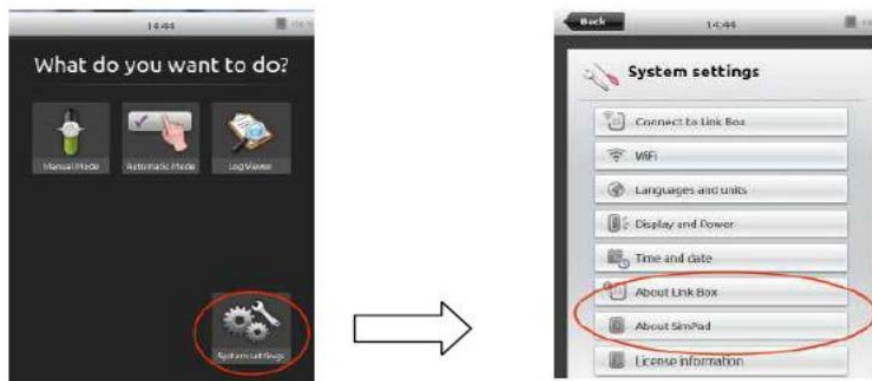 14:44
What do you want to do?
Manual Mode
Automatic Mode
Log Viewer
System settings
Back
14:44
System settings
Connect to Link Box
WiFi
Languages and units
Display and Power
Time and date
About Link Box
About SimPad
License information